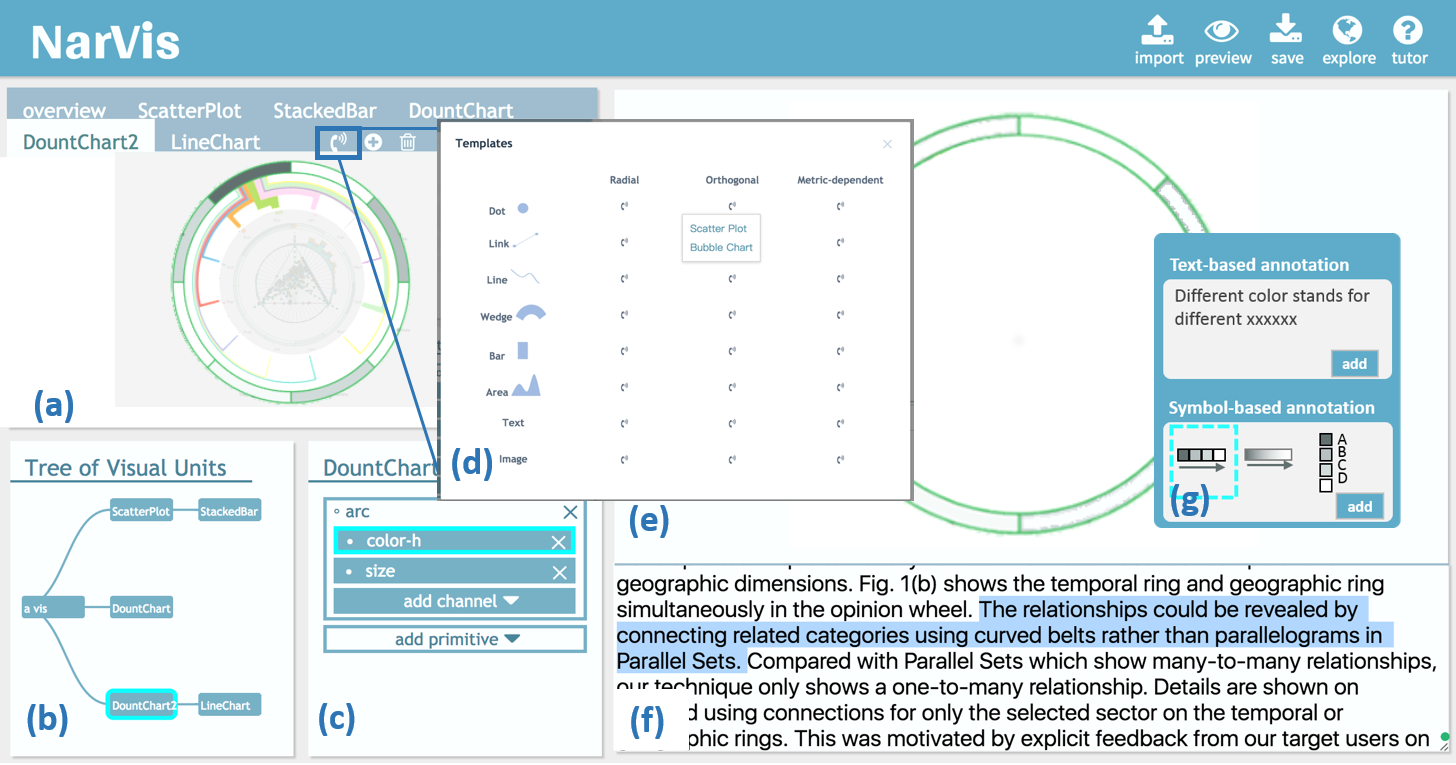 NarVis
import preview save explore tutor
overview ScatterPlot StackedBar DountChart
DountChart2 LineChart
(a)
Templates
Radial Orthogonal Metric-dependent
Dot
Link
Line
Wedge
Bar
Area
Text
Image
Scatter Plot
Bubble Chart
(d)
Tree of Visual Units
ScatterPlot StackedBar
a vis DountChart
DountChart2 LineChart
(b)
DountChart
arc
color-h
size
add channel
add primitive
(c)
(e)
Text-based annotation
Different color stands for
different xxxxxx
add
Symbol-based annotation
A
B
C
D
add
(g)
geographic dimensions. Fig. 1(b) shows the temporal ring and geographic ring
simultaneously in the opinion wheel. The relationships could be revealed by
connecting related categories using curved belts rather than parallelograms in
Parallel Sets. Compared with Parallel Sets which show many-to-many relationships,
our technique only shows a one-to-many relationship. Details are shown on
d using connections for only the selected sector on the temporal or
phic rings. This was motivated by explicit feedback from our target users on
(f)